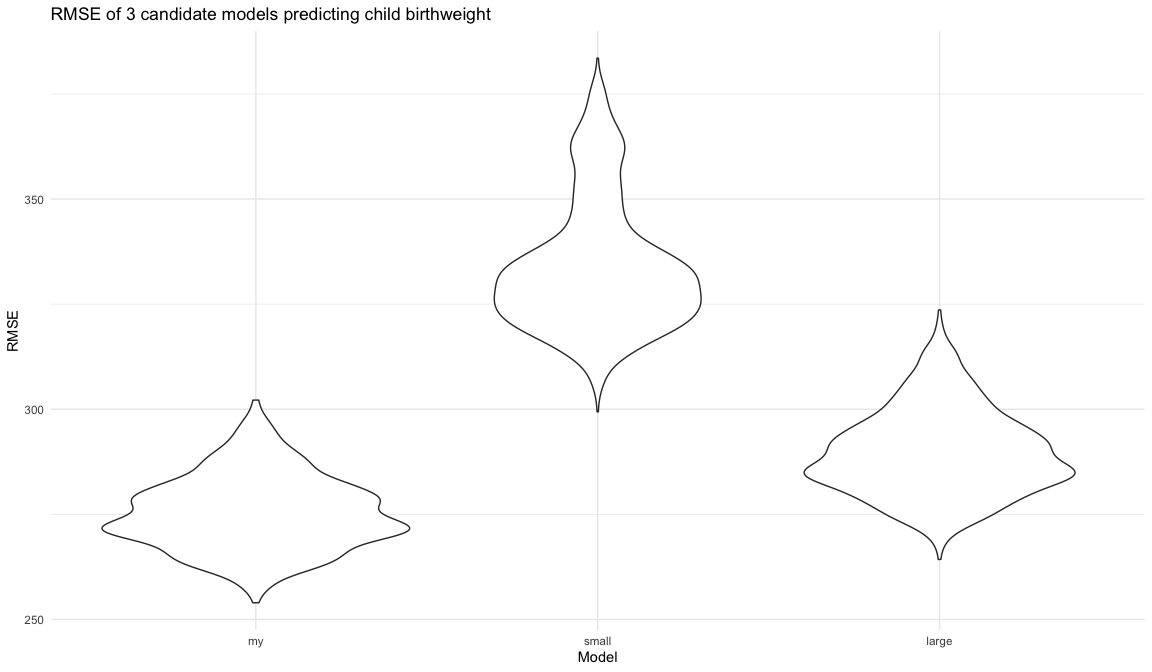 RMSE of 3 candidate models predicting child birthweight
RMSE
350
300
250
my small large
Model